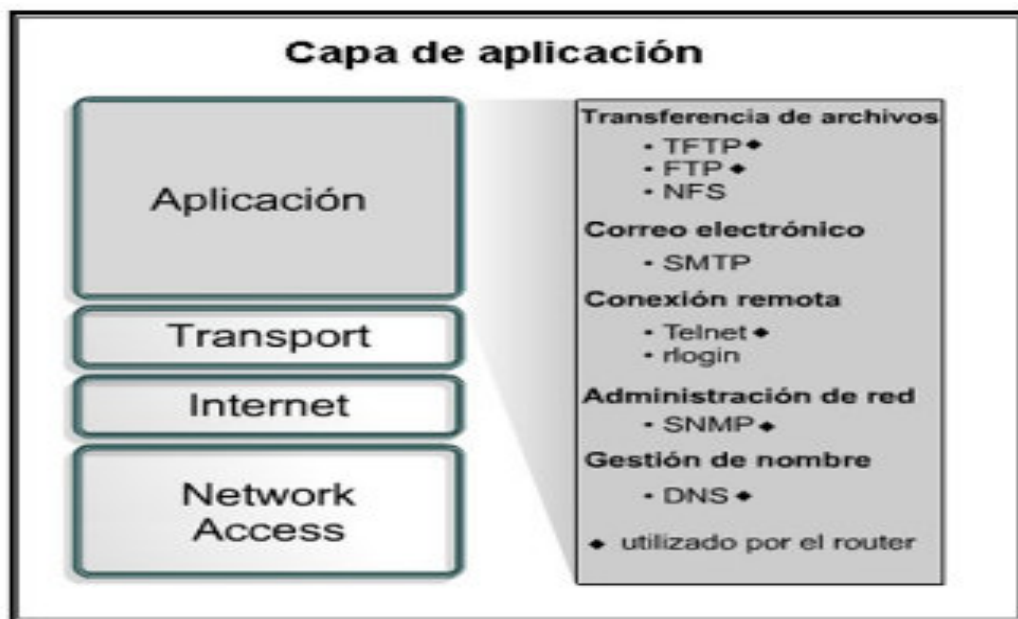 Capa de aplicación
Aplicación
Transport
Internet
Network
Access
Transferencia de archivos
· TFTP ◆
· FTP ◆
· NFS
Correo electrónico
· SMTP
Conexión remota
· Telnet ◆
· rlogin
Administración de red
· SNMP ◆
Gestión de nombre
· DNS ◆
◆ utilizado por el router